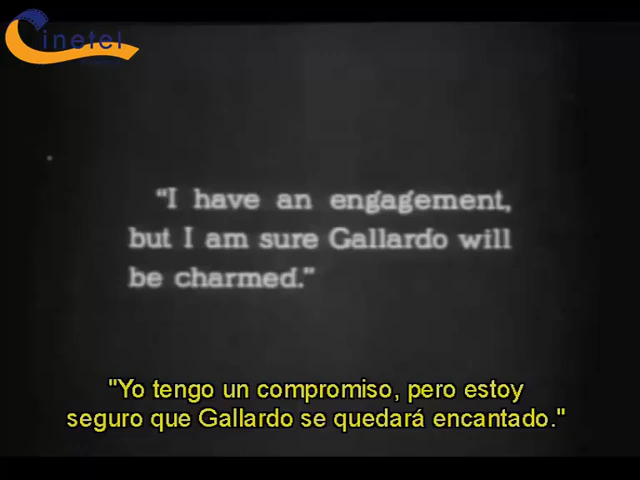 Cinetel
"I have an engagement,
but I am sure Gallardo will
be charmed."
"Yo tengo un compromiso, pero estoy
seguro que Gallardo se quedará encantado."